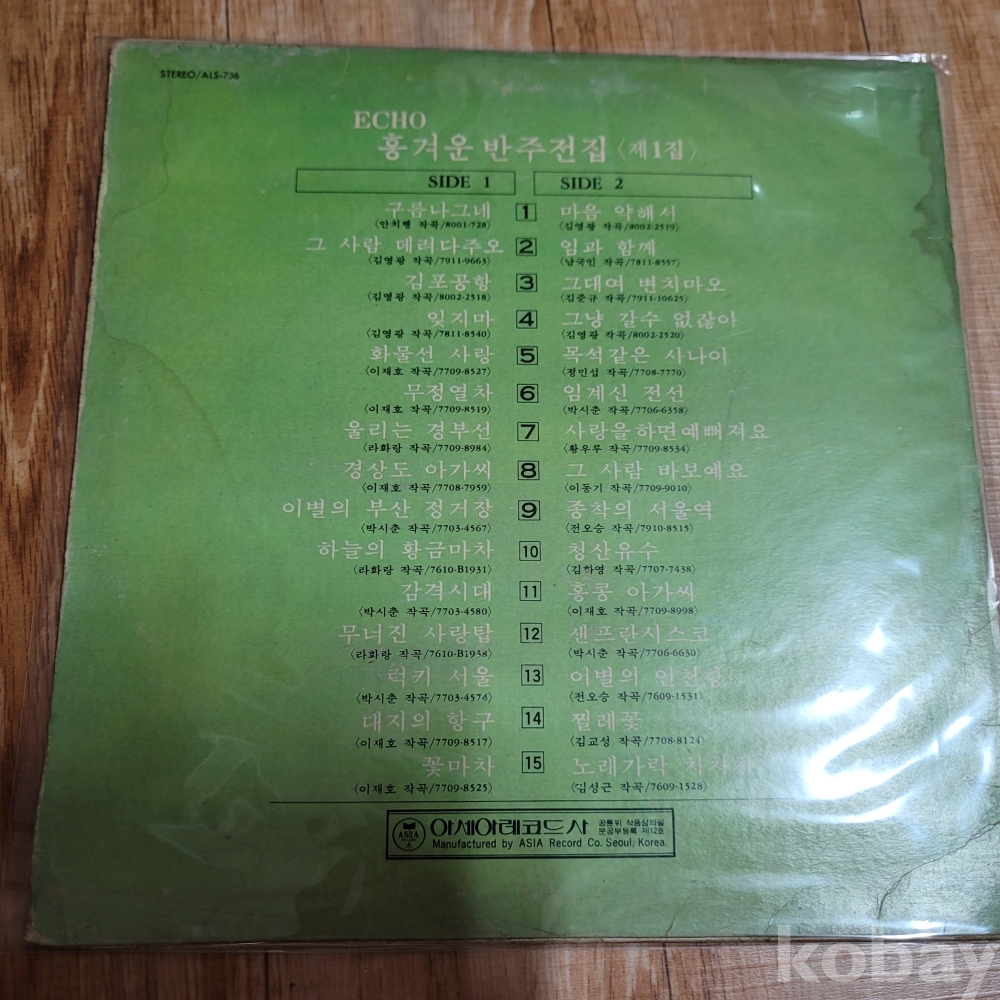 STEREO/ALS-736
ECHO
흥겨운 반주전집 〈제1집〉
SIDE 1
SIDE 2
구름나그네 1 마음 약해서
〈안치행 작곡/8001-728〉 〈김영광 작곡/8002-2519〉
그 사람 데려다주오 2 임과 함께
〈김영광 작곡/7911-9663〉 〈남국인 작곡/7811-8557〉
김포공항 3 그대여 변치마오
〈김영광 작곡/8002-2518〉 〈김준규 작곡/7911-10625〉
잊지마 4 그냥 갈수 없잖아
〈김영광 작곡/7811-8540〉 〈김영광 작곡/8002-2520〉
화물선 사랑 5 목석같은 사나이
〈이재호 작곡/7709-8527〉 〈정민섭 작곡/7708-7770〉
무정열차 6 임계신 전선
〈이재호 작곡/7709-8519〉 〈박시춘 작곡/7706-6358〉
울리는 경부선 7 사랑을하면예뻐져요
〈라화랑 작곡/7709-8984〉 〈황우루 작곡/7709-8534〉
경상도 아가씨 8 그 사람 바보예요
〈이재호 작곡/7708-7959〉 〈이동기 작곡/7709-9010〉
이별의 부산 정거장 9 종착의 서울역
〈박시춘 작곡/7703-4567〉 〈전오승 작곡/7910-8515〉
하늘의 황금마차 10 청산유수
〈라화랑 작곡/7610-B1931〉 〈김하영 작곡/7707-7438〉
감격시대 11 홍콩 아가씨
〈박시춘 작곡/7703-4580〉 〈이재호 작곡/7709-8998〉
무너진 사랑탑 12 샌프란시스코
〈라화랑 작곡/7610-B1938〉 〈박시춘 작곡/7706-6630〉
럭키 서울 13 이별의 인천항
〈박시춘 작곡/7703-4574〉 〈전오승 작곡/7609-1531〉
대지의 항구 14 찔레꽃
〈이재호 작곡/7709-8517〉 〈김교성 작곡/7708-8124〉
꽃마차 15 노래가락 차차차
〈이재호 작곡/7709-8525〉 〈김성근 작곡/7609-1528〉
ASIA
아세아레코드사
공륜위 작품심의필
문공부등록 제12호
Manufactured by ASIA Record Co. Seoul, Korea.
kobay